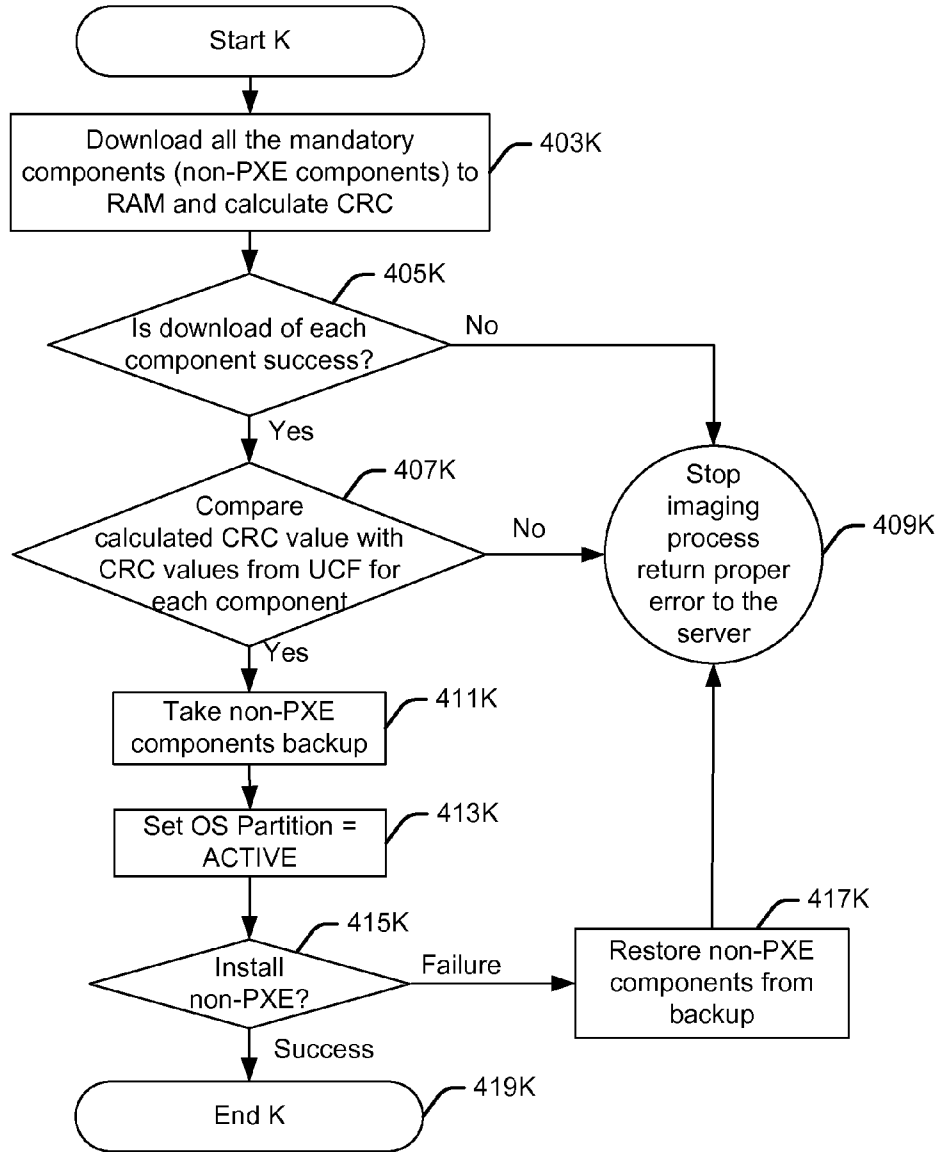 Start K
Download all the mandatory
components (non-PXE components) to
RAM and calculate CRC
403K
405K
Is download of each
component success?
No
Yes
407K
Compare
calculated CRC value with
CRC values from UCF for
each component
No
Yes
Stop
imaging
process
return proper
error to the
server
409K
Take non-PXE
components backup
411K
Set OS Partition =
ACTIVE
413K
415K
Install
non-PXE?
Failure
Success
417K
Restore non-PXE
components from
backup
End K
419K